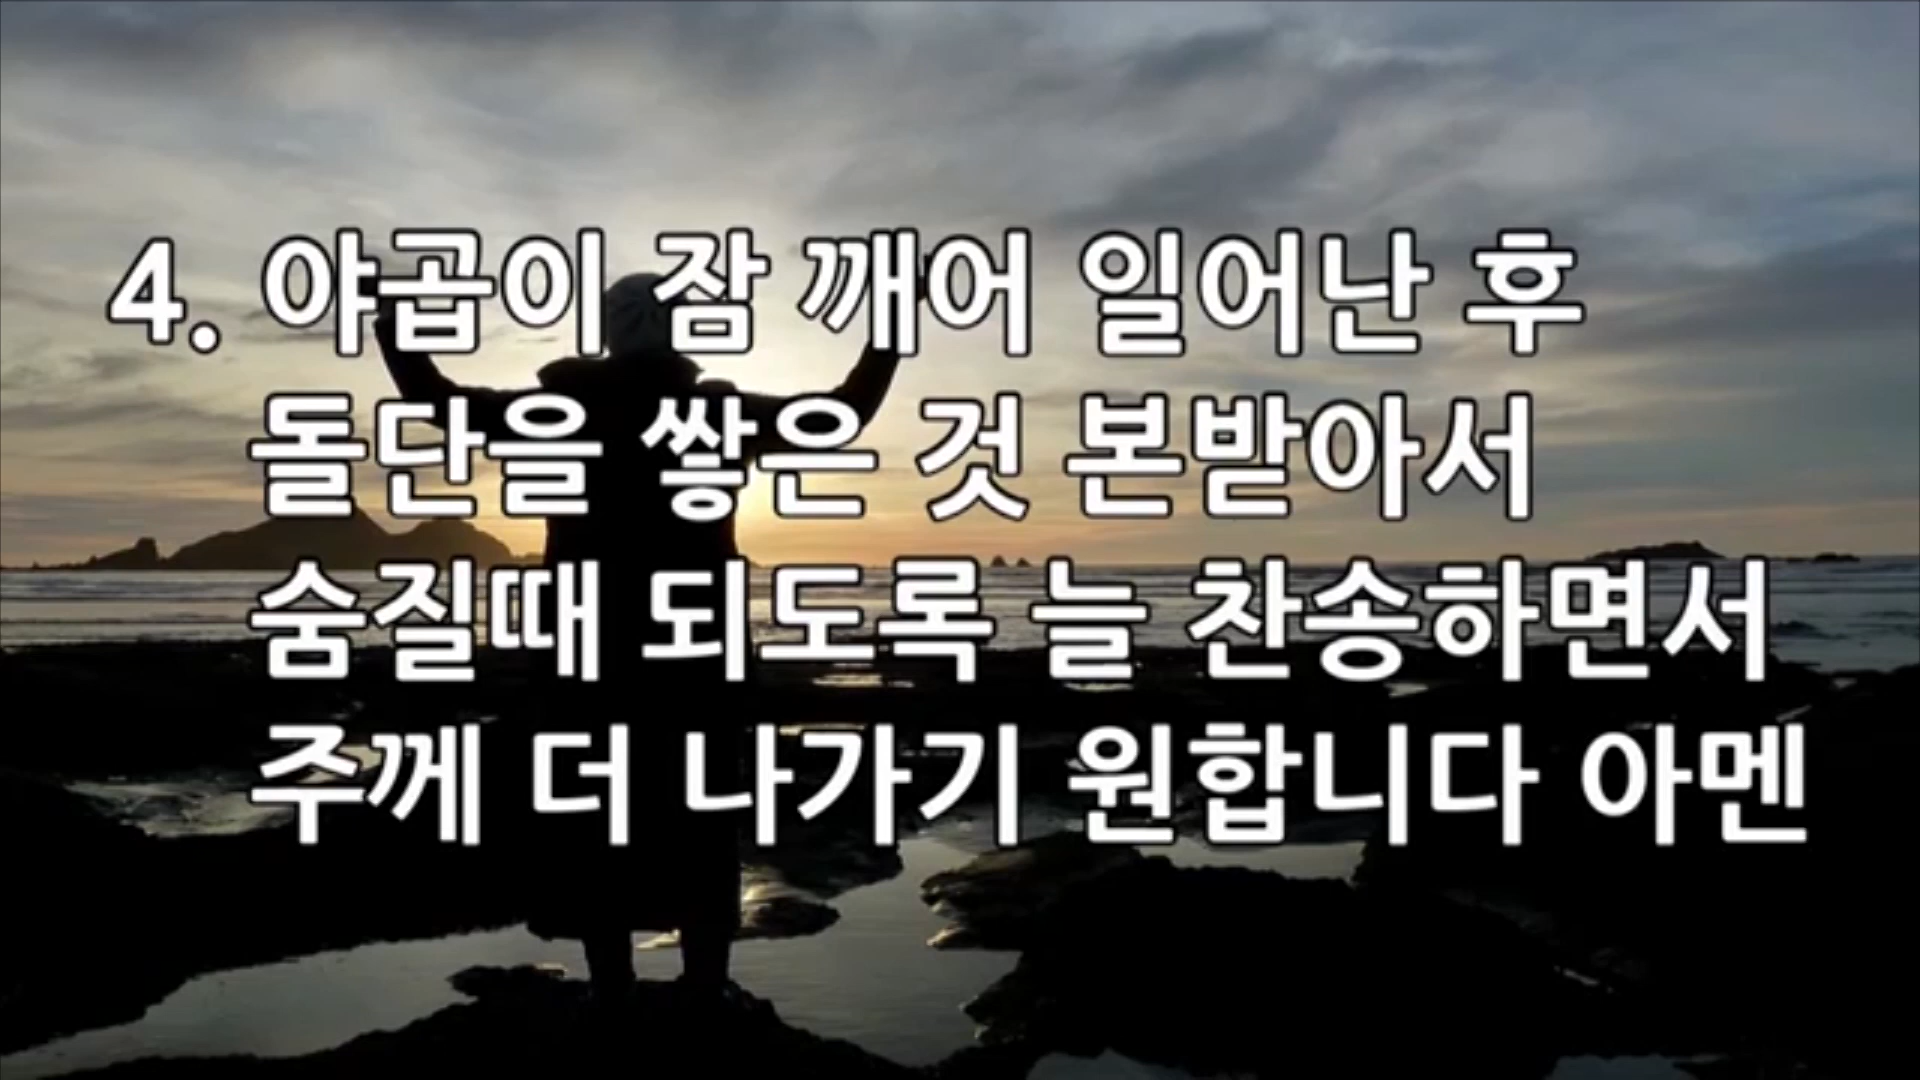 4. 야곱이 잠 깨어 일어난 후
돌단을 쌓은 것 본받아서
숨질때 되도록 늘 찬송하면서
주께 더 나가기 원합니다 아멘